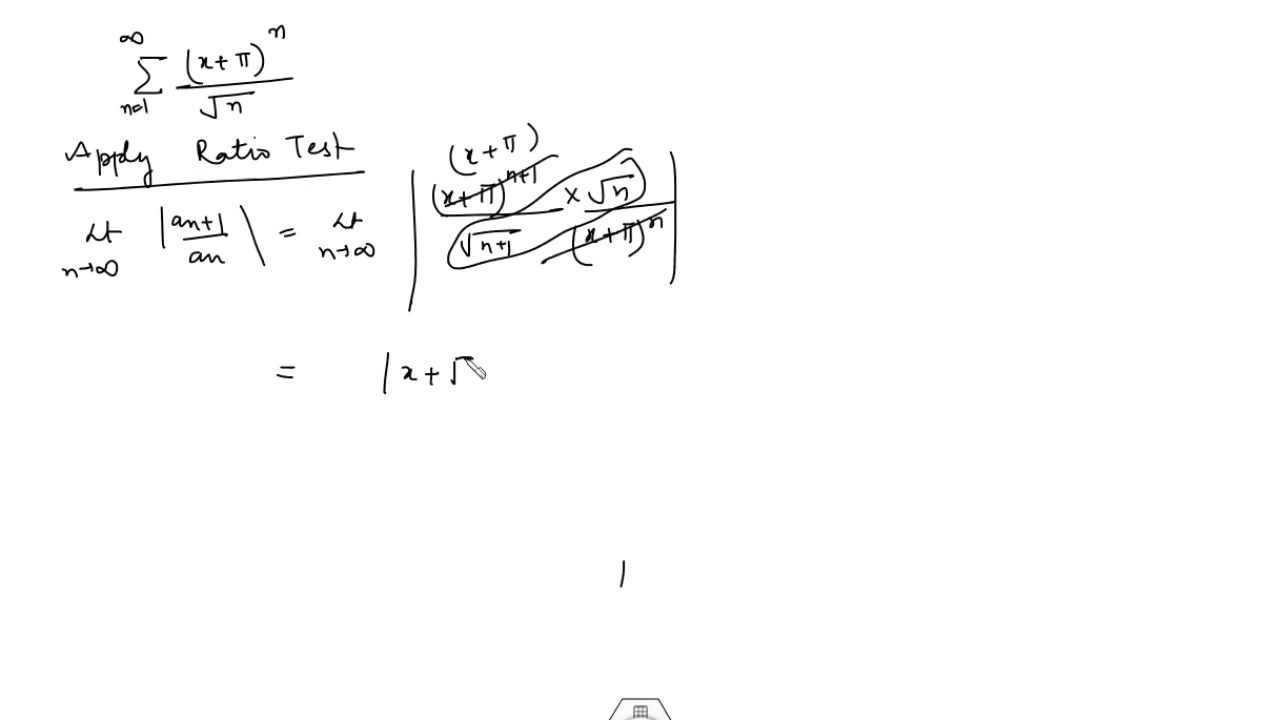 ∞
∑ (x+π)^n / √n
n=1
Apply Ratio Test
Lt n→∞ |an+1 / an| = Lt n→∞ | (x+π) (x+π)^n+1 / √n+1 × √n / (x+π)^n |
= | x + √
|